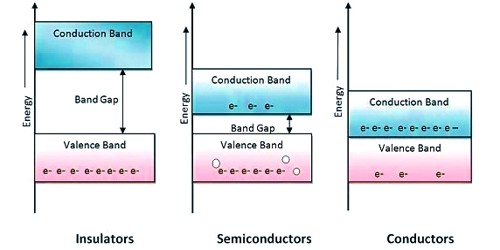 Energy
Conduction Band
Band Gap
Valence Band
e- e- e- e- e- e- e-
Insulators
Energy
Conduction Band
e- e- e-
Band Gap
Valence Band
e- e- e- e- e- e-
Semiconductors
Energy
Conduction Band
e- e- e- e- e- e- e –
Valence Band
e- e- e-
Conductors